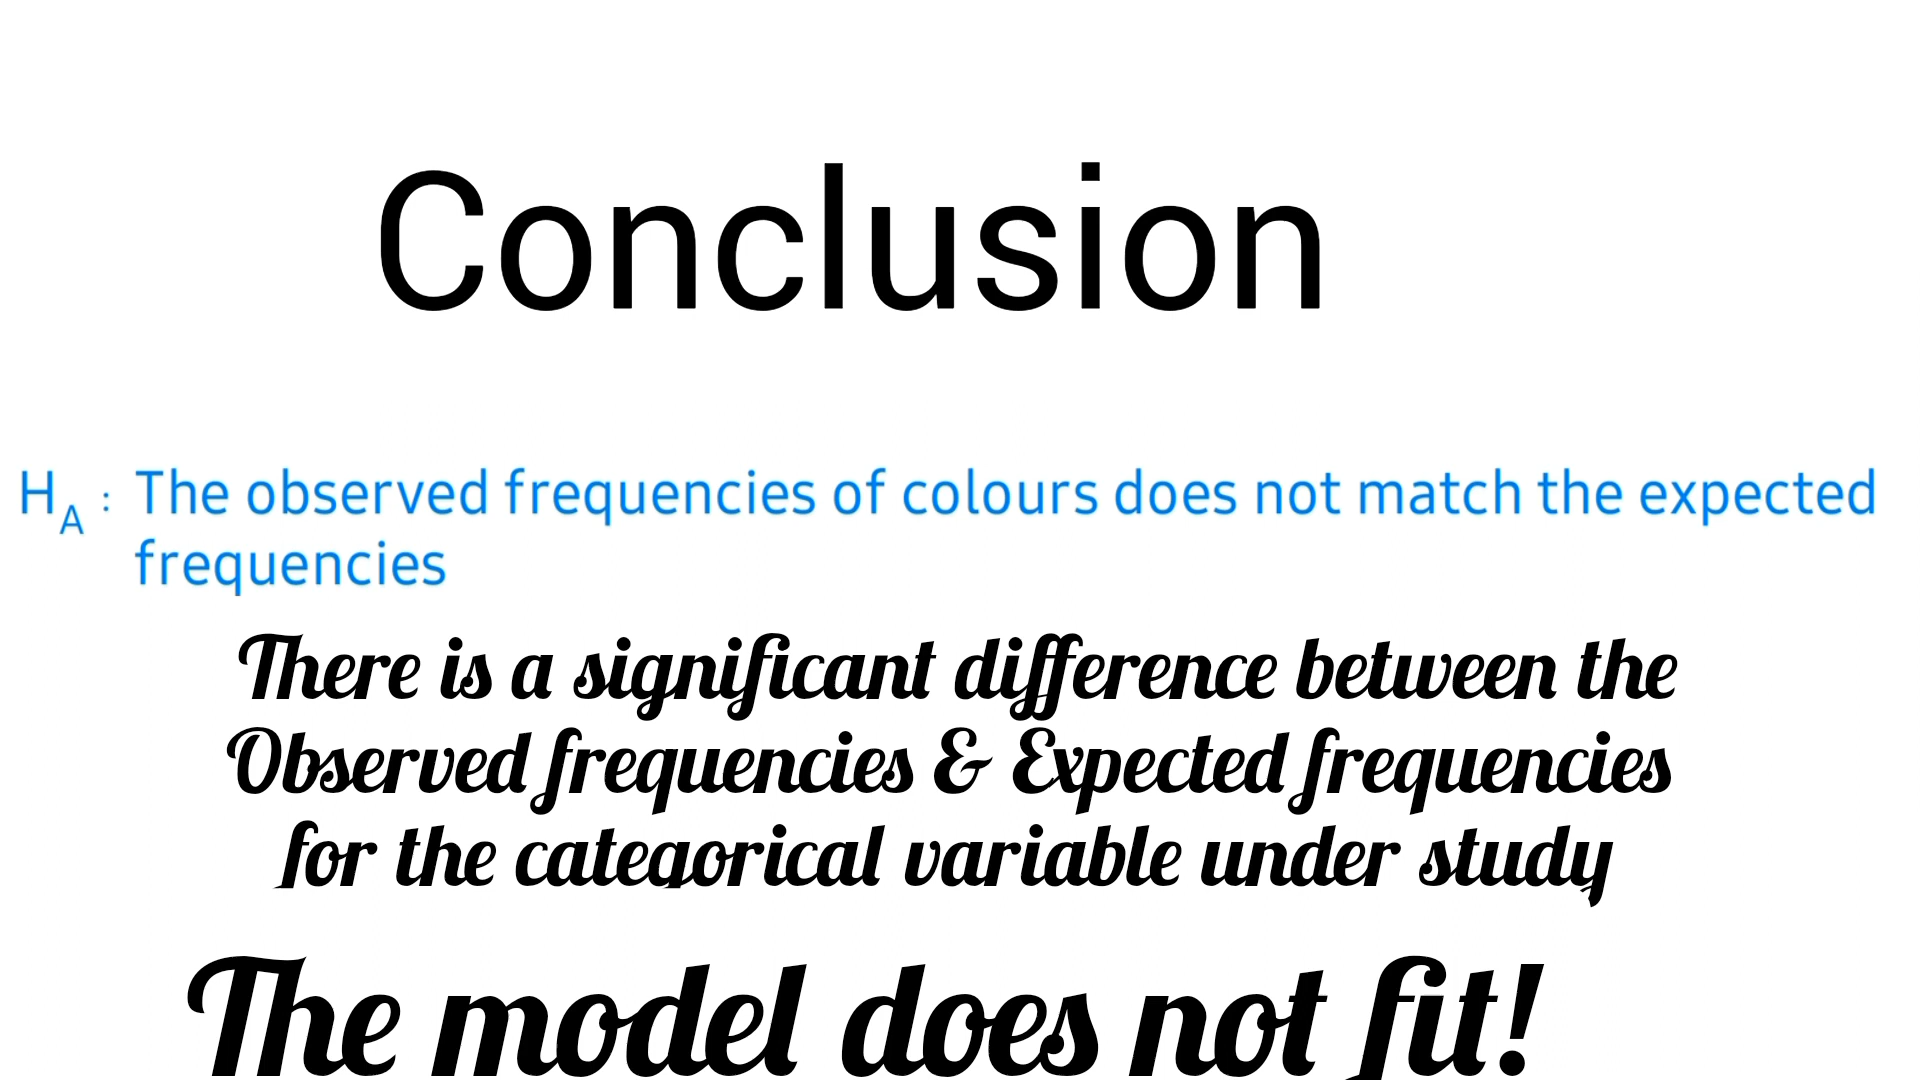 Conclusion
H_A : The observed frequencies of colours does not match the expected
frequencies
There is a significant difference between the
Observed frequencies & Expected frequencies
for the categorical variable under study
The model does not fit!